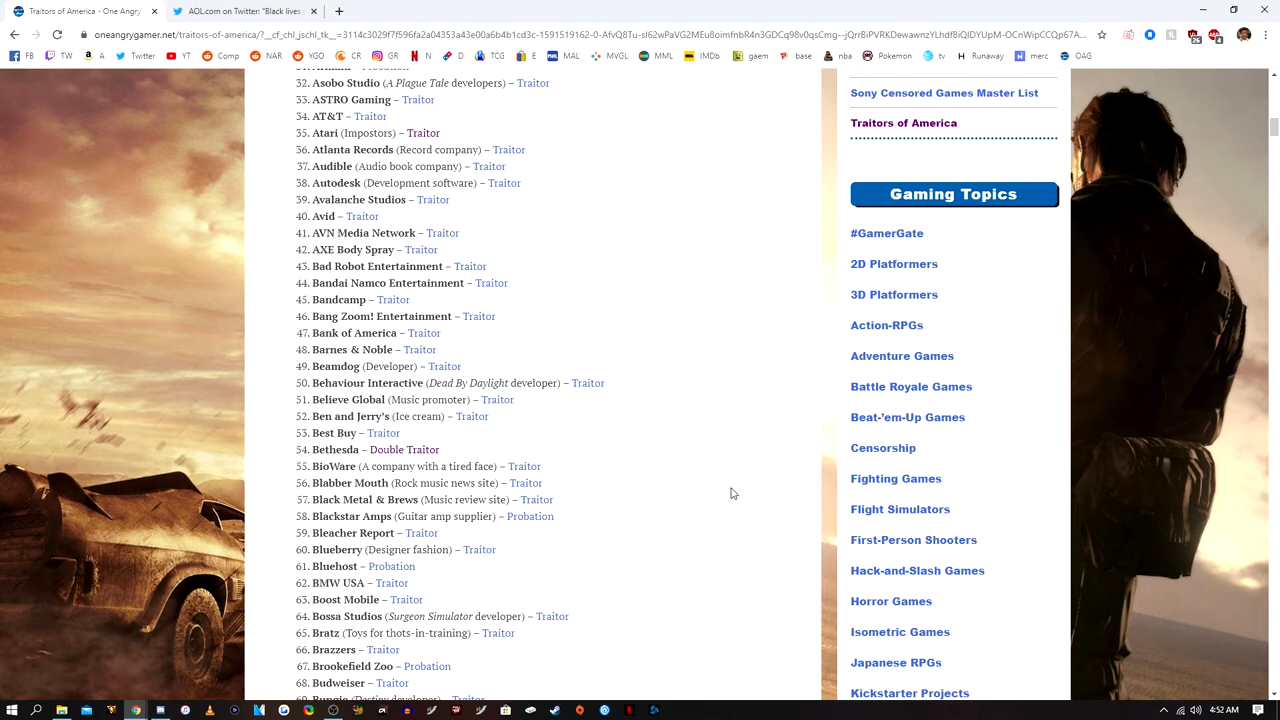 Traitors of America - One Angry
AOL.com on Twitter: "Black lives
oneangrygamer.net/traitors-of-america/?__cf_chl_jschl_tk__=3114c3029f7f596fa2a04353a43e00a6b4b1cd3c-1591519162-0-AfvQ8Tu-
FB TW A Twitter YT Comp NAR YGO CR GR N D TCG E MAL MVGL MML IMDb gaem base nba Pokemon tv Runaway merc OAG
32. Asobo Studio (A Plague Tale developers) – Traitor
33. ASTRO Gaming – Traitor
34. AT&T – Traitor
35. Atari (Impostors) – Traitor
36. Atlanta Records (Record company) – Traitor
37. Audible (Audio book company) – Traitor
38. Autodesk (Development software) – Traitor
39. Avalanche Studios – Traitor
40. Avid – Traitor
41. AVN Media Network – Traitor
42. AXE Body Spray – Traitor
43. Bad Robot Entertainment – Traitor
44. Bandai Namco Entertainment – Traitor
45. Bandcamp – Traitor
46. Bang Zoom! Entertainment – Traitor
47. Bank of America – Traitor
48. Barnes & Noble – Traitor
49. Beamdog (Developer) – Traitor
50. Behaviour Interactive (Dead By Daylight developer) – Traitor
51. Believe Global (Music promoter) – Traitor
52. Ben and Jerry's (Ice cream) – Traitor
53. Best Buy – Traitor
54. Bethesda – Double Traitor
55. BioWare (A company with a tired face) – Traitor
56. Blabber Mouth (Rock music news site) – Traitor
57. Black Metal & Brews (Music review site) – Traitor
58. Blackstar Amps (Guitar amp supplier) – Probation
59. Bleacher Report – Traitor
60. Blueberry (Designer fashion) – Traitor
61. Bluehost – Probation
62. BMW USA – Traitor
63. Boost Mobile – Traitor
64. Bossa Studios (Surgeon Simulator developer) – Traitor
65. Bratz (Toys for thots-in-training) – Traitor
66. Brazzers – Traitor
67. Brookefield Zoo – Probation
68. Budweiser – Traitor
69. Bungie (Destiny developer) – Traitor
Sony Censored Games Master List
Traitors of America
Gaming Topics
#GamerGate
2D Platformers
3D Platformers
Action-RPGs
Adventure Games
Battle Royale Games
Beat-'em-Up Games
Censorship
Fighting Games
Flight Simulators
First-Person Shooters
Hack-and-Slash Games
Horror Games
Isometric Games
Japanese RPGs
Kickstarter Projects
4:52 AM